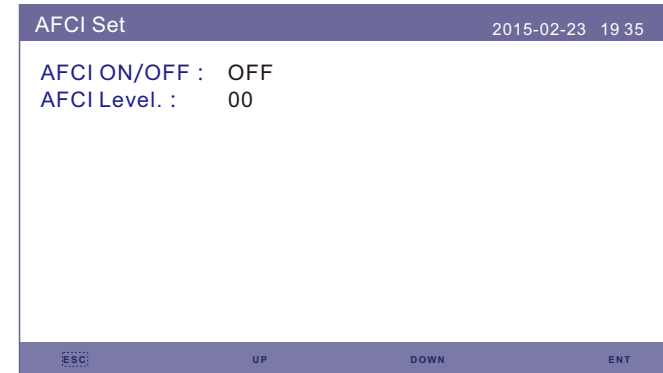 AFCI Set 2015-02-23 19 35
AFCI ON/OFF : OFF
AFCI Level. : 00
ESC UP DOWN ENT